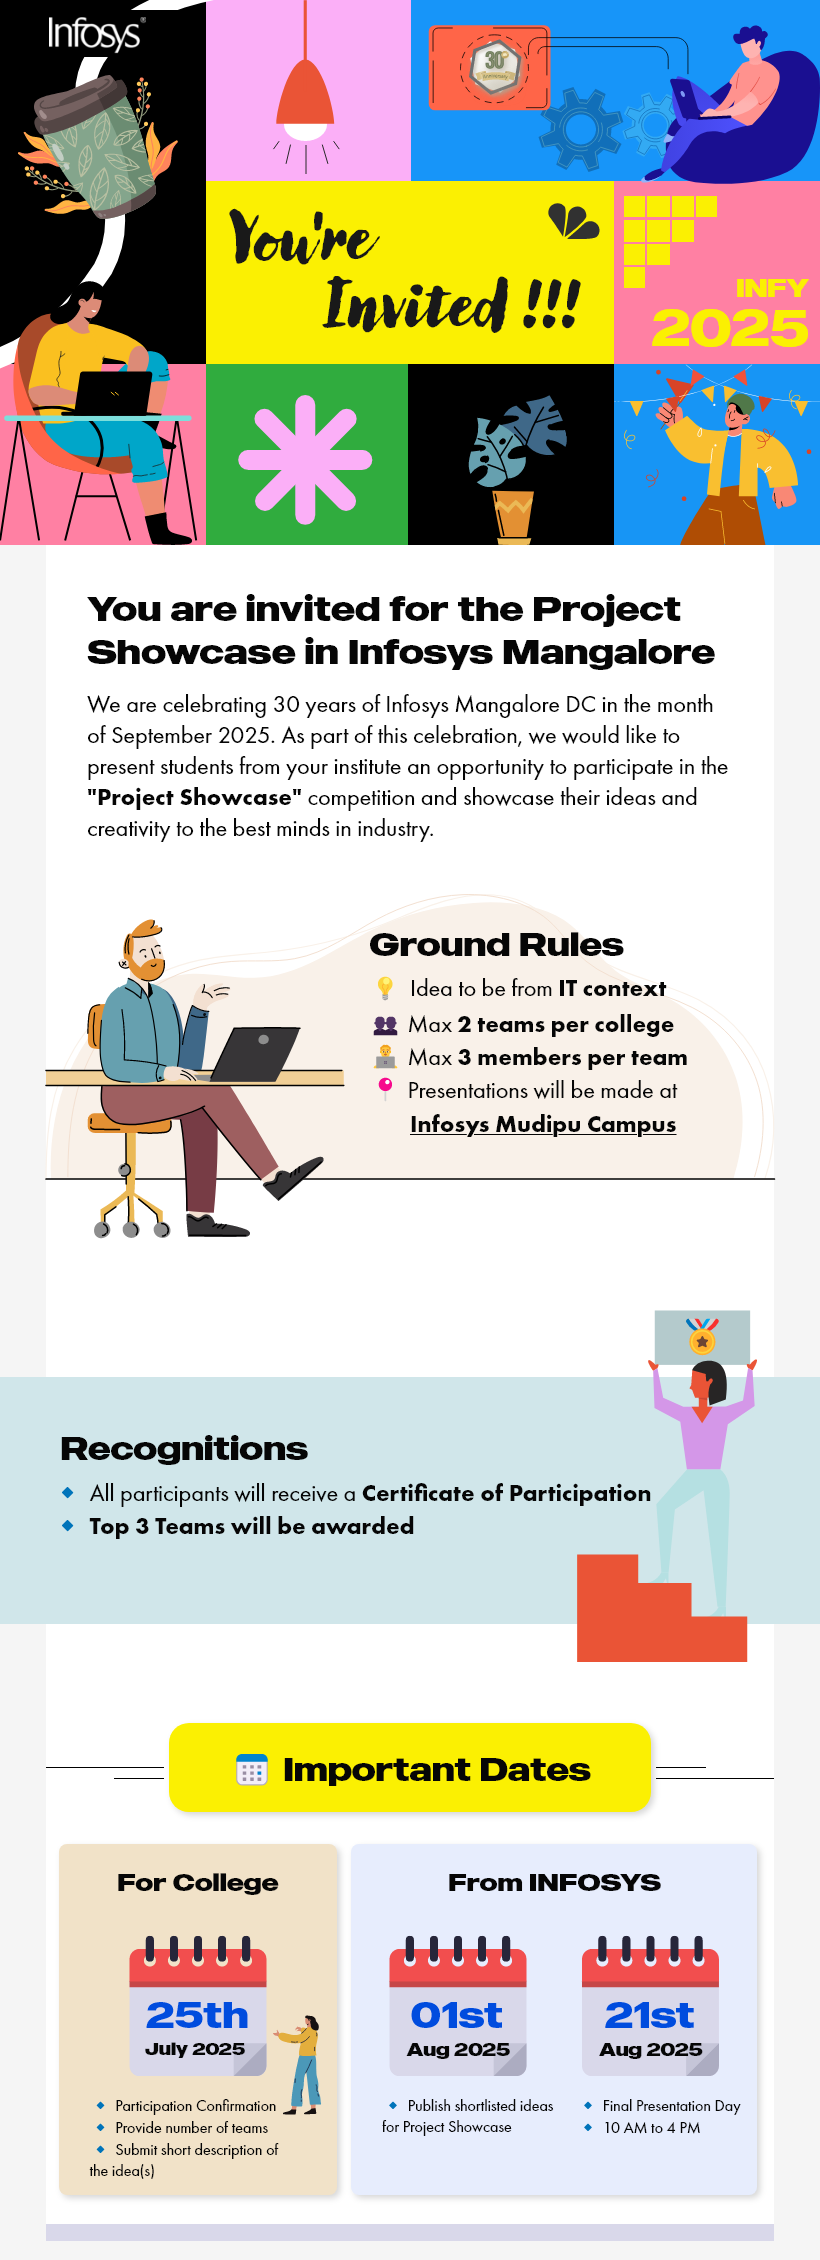 Infosys®
30
Anniversary
You're
Invited !!!
INFY
2025
You are invited for the Project
Showcase in Infosys Mangalore
We are celebrating 30 years of Infosys Mangalore DC in the month
of September 2025. As part of this celebration, we would like to
present students from your institute an opportunity to participate in the
"Project Showcase" competition and showcase their ideas and
creativity to the best minds in industry.
Ground Rules
Idea to be from IT context
Max 2 teams per college
Max 3 members per team
Presentations will be made at
Infosys Mudipu Campus
Recognitions
All participants will receive a Certificate of Participation
Top 3 Teams will be awarded
Important Dates
For College
25th
July 2025
Participation Confirmation
Provide number of teams
Submit short description of
the idea(s)
From INFOSYS
01st
Aug 2025
Publish shortlisted ideas
for Project Showcase
21st
Aug 2025
Final Presentation Day
10 AM to 4 PM